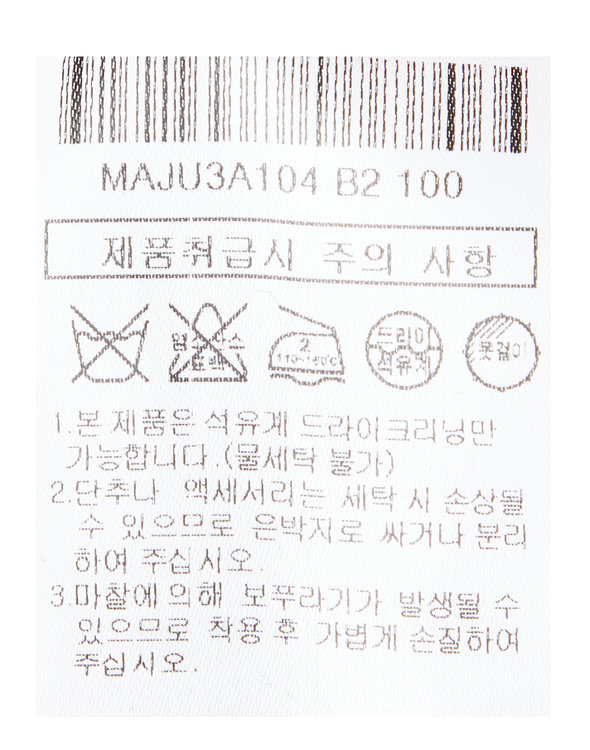 MAJU3A104 B2 100
제품취급시 주의 사항
염소산소
표백
2
110-160℃
드라이
석유계
옷걸이
1.본 제품은 석유계 드라이크리닝만
가능합니다.(물세탁 불가)
2.단추나 액세서리는 세탁 시 손상될
수 있으므로 은박지로 싸거나 분리
하여 주십시오.
3.마찰에 의해 보푸라기가 발생될 수
있으므로 착용 후 가볍게 손질하여
주십시오.